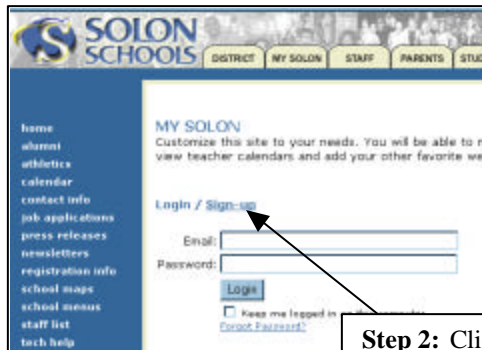 SOLON
SCHOOLS
DISTRICT MY SOLON STAFF PARENTS STUD
home
alumni
athletics
calendar
contact info
job applications
press releases
newsletters
registration info
school maps
school menus
staff list
tech help
MY SOLON
Customize this site to your needs. You will be able to
view teacher calendars and add your other favorite we
Login / Sign-up
Email:
Password:
Login
Keep me logged in on
Forgot Password?
Step 2: Cli